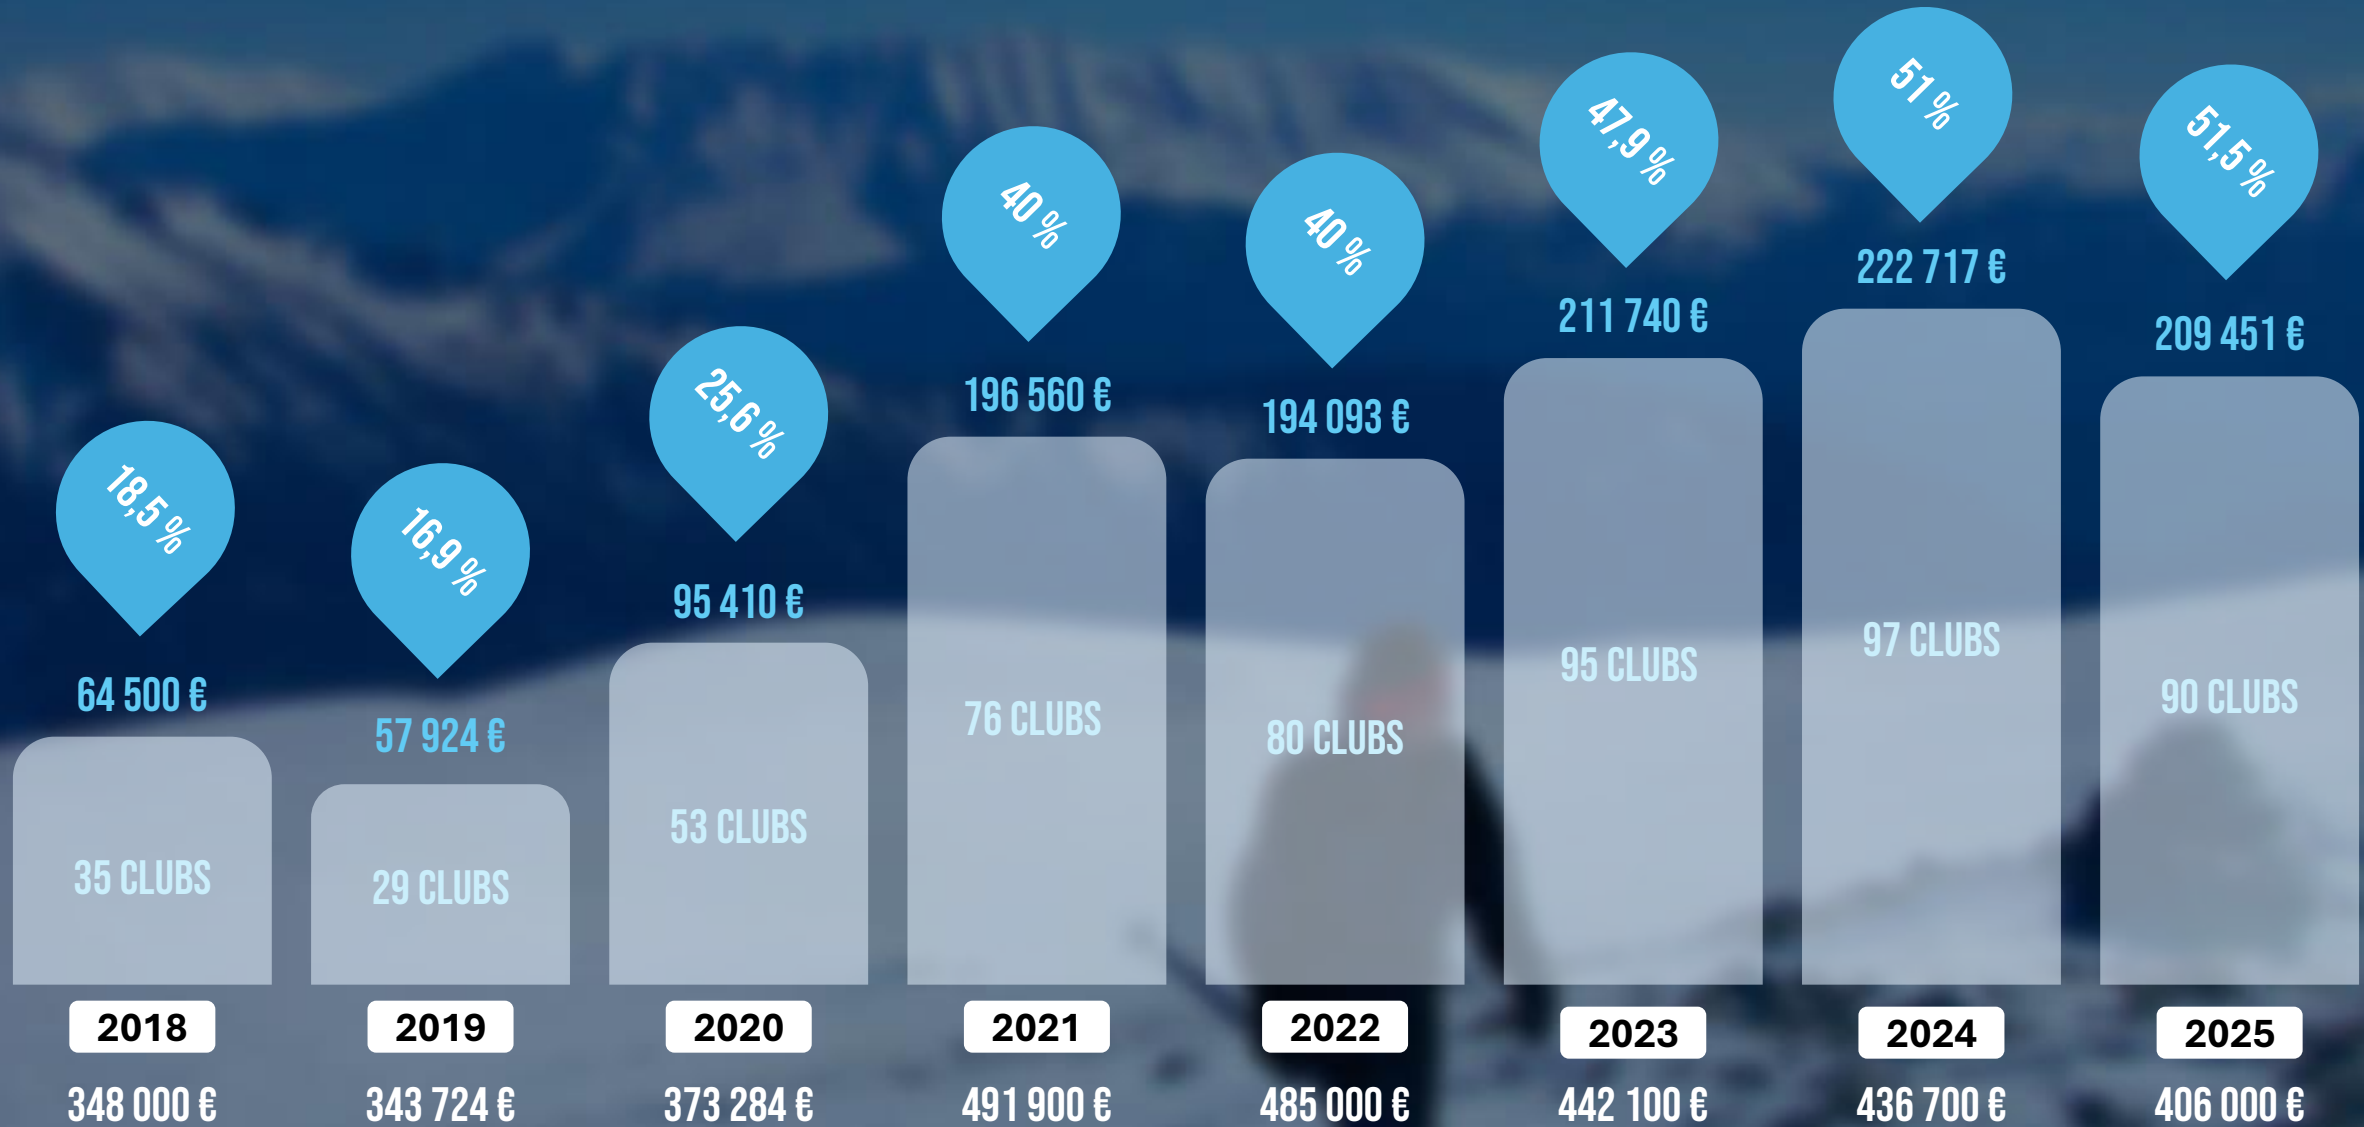 18,5 %
64 500 €
35 CLUBS
2018
348 000 €
16,9 %
57 924 €
29 CLUBS
2019
343 724 €
25,6 %
95 410 €
53 CLUBS
2020
373 284 €
40 %
196 560 €
76 CLUBS
2021
491 900 €
40 %
194 093 €
80 CLUBS
2022
485 000 €
47,9 %
211 740 €
95 CLUBS
2023
442 100 €
51 %
222 717 €
97 CLUBS
2024
436 700 €
51,5 %
209 451 €
90 CLUBS
2025
406 000 €